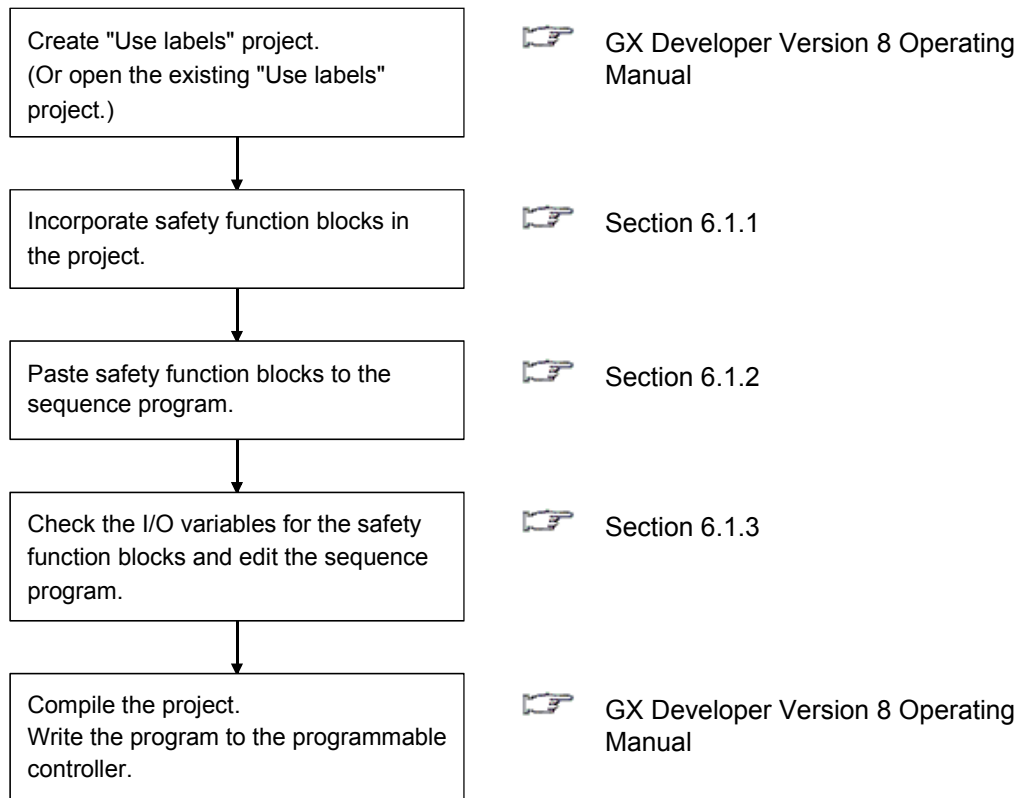 Create "Use labels" project.
(Or open the existing "Use labels"
project.)
GX Developer Version 8 Operating
Manual
Incorporate safety function blocks in
the project.
Section 6.1.1
Paste safety function blocks to the
sequence program.
Section 6.1.2
Check the I/O variables for the safety
function blocks and edit the sequence
program.
Section 6.1.3
Compile the project.
Write the program to the programmable
controller.
GX Developer Version 8 Operating
Manual